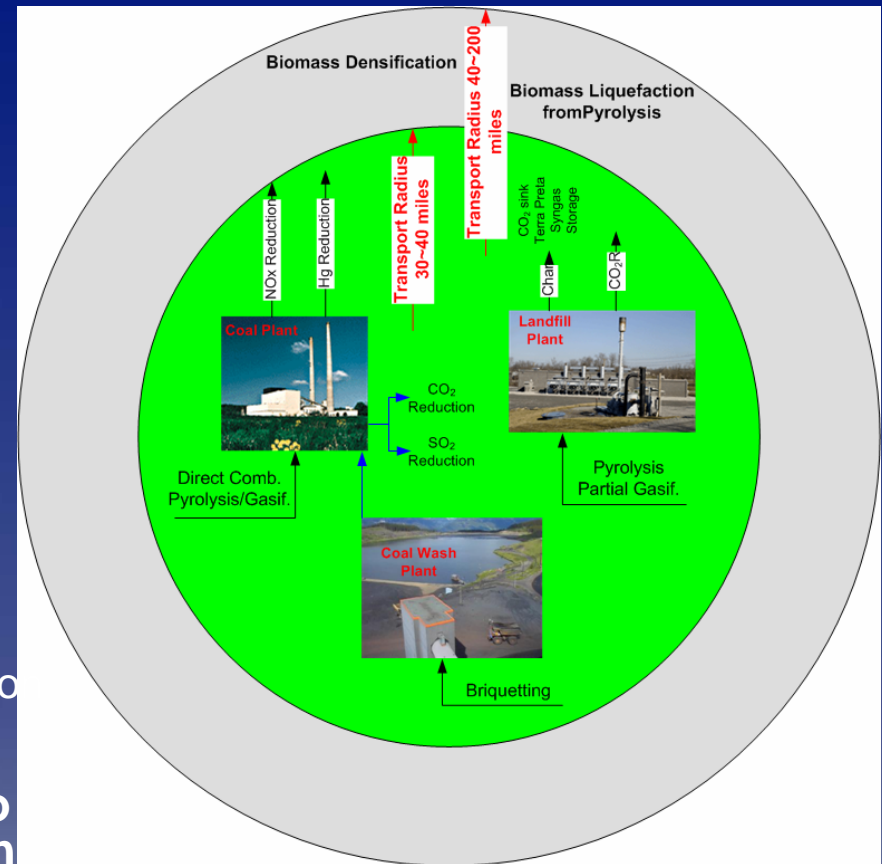 Biomass Densification
Biomass Liquefaction
fromPyrolysis
Transport Radius 40~200
miles
Transport Radius
30~40 miles
NOx Reduction
Hg Reduction
CO₂ sink
Terra Preta
Syngas
Storage
Char
CO₂R
Coal Plant
Landfill
Plant
CO₂
Reduction
SO₂
Reduction
Direct Comb.
Pyrolysis/Gasif.
Pyrolysis
Partial Gasif.
Coal Wash
Plant
Briquetting